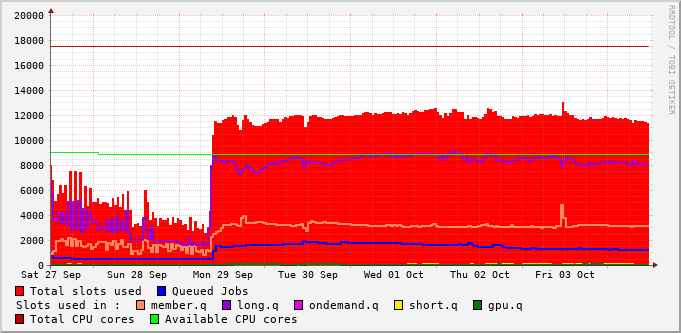 RRDTOOL / TOBI OETIKER
20000
18000
16000
14000
12000
10000
8000
6000
4000
2000
0
Sat 27 Sep Sun 28 Sep Mon 29 Sep Tue 30 Sep Wed 01 Oct Thu 02 Oct Fri 03 Oct
Total slots used Queued Jobs
Slots used in : member.q long.q ondemand.q short.q gpu.q
Total CPU cores Available CPU cores